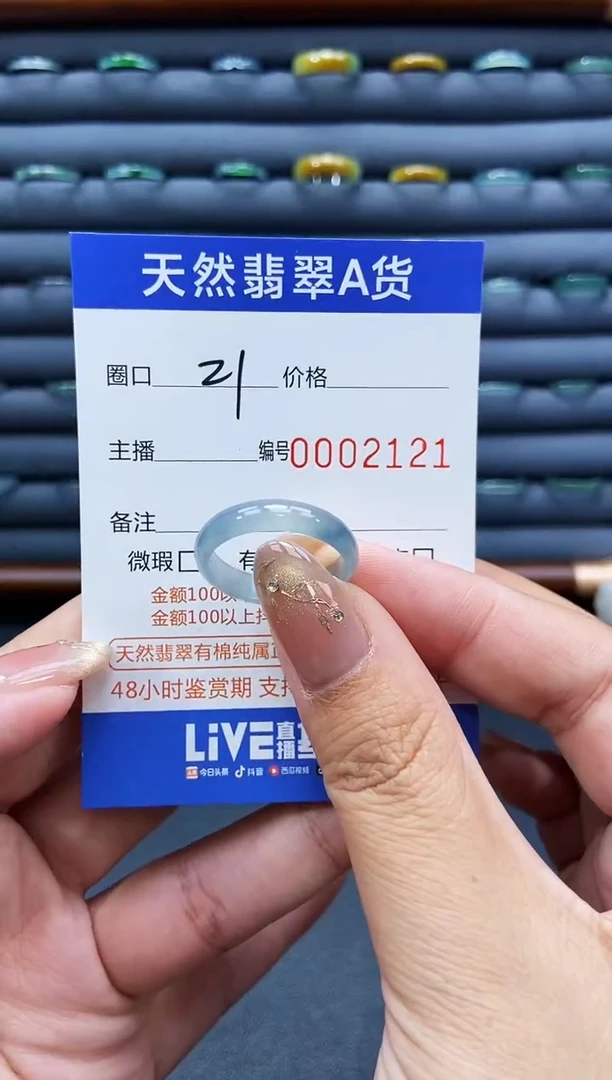 天然翡翠A货
圈口 21 价格
主播 编号0002121
备注
微瑕 有
金额100以
金额100以上
天然翡翠有棉纯属正
48小时鉴赏期 支持
LiVE直播
今日头条 抖音 西瓜视频